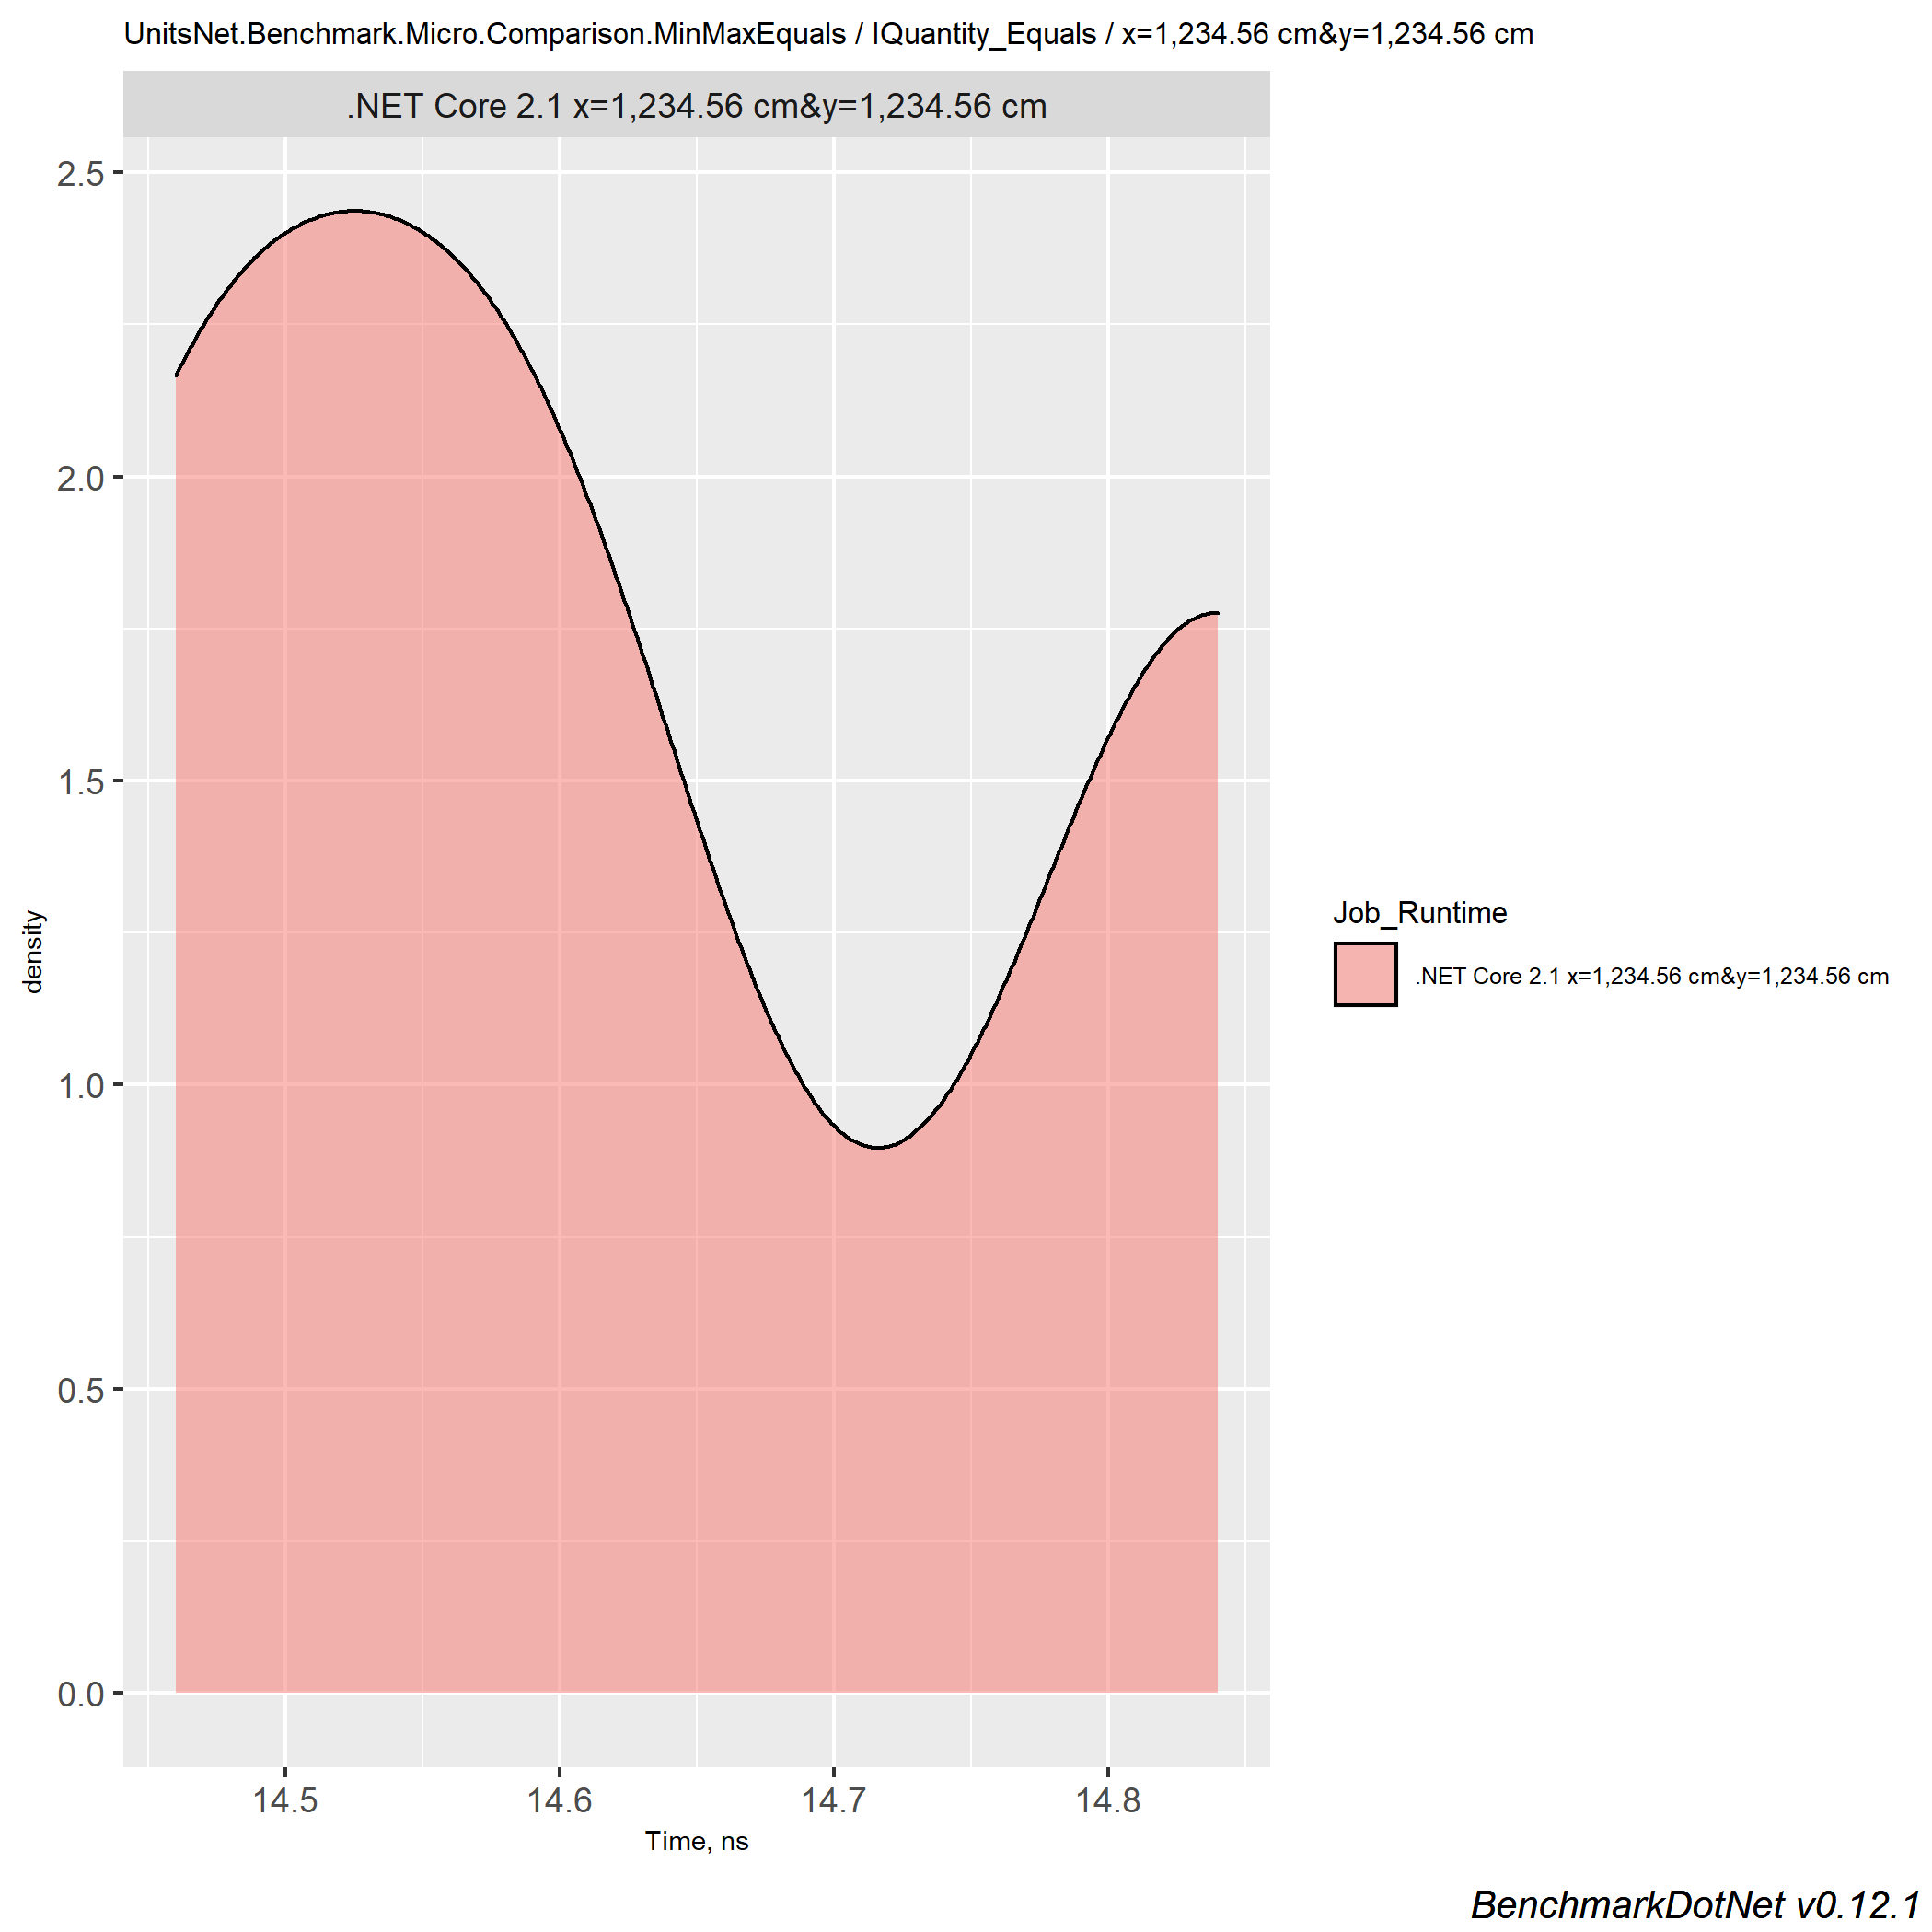 UnitsNet.Benchmark.Micro.Comparison.MinMaxEquals / IQuantity_Equals / x=1,234.56 cm&y=1,234.56 cm
.NET Core 2.1 x=1,234.56 cm&y=1,234.56 cm
2.5
2.0
1.5
1.0
0.5
0.0
density
14.5 14.6 14.7 14.8
Time, ns
Job_Runtime
.NET Core 2.1 x=1,234.56 cm&y=1,234.56 cm
BenchmarkDotNet v0.12.1